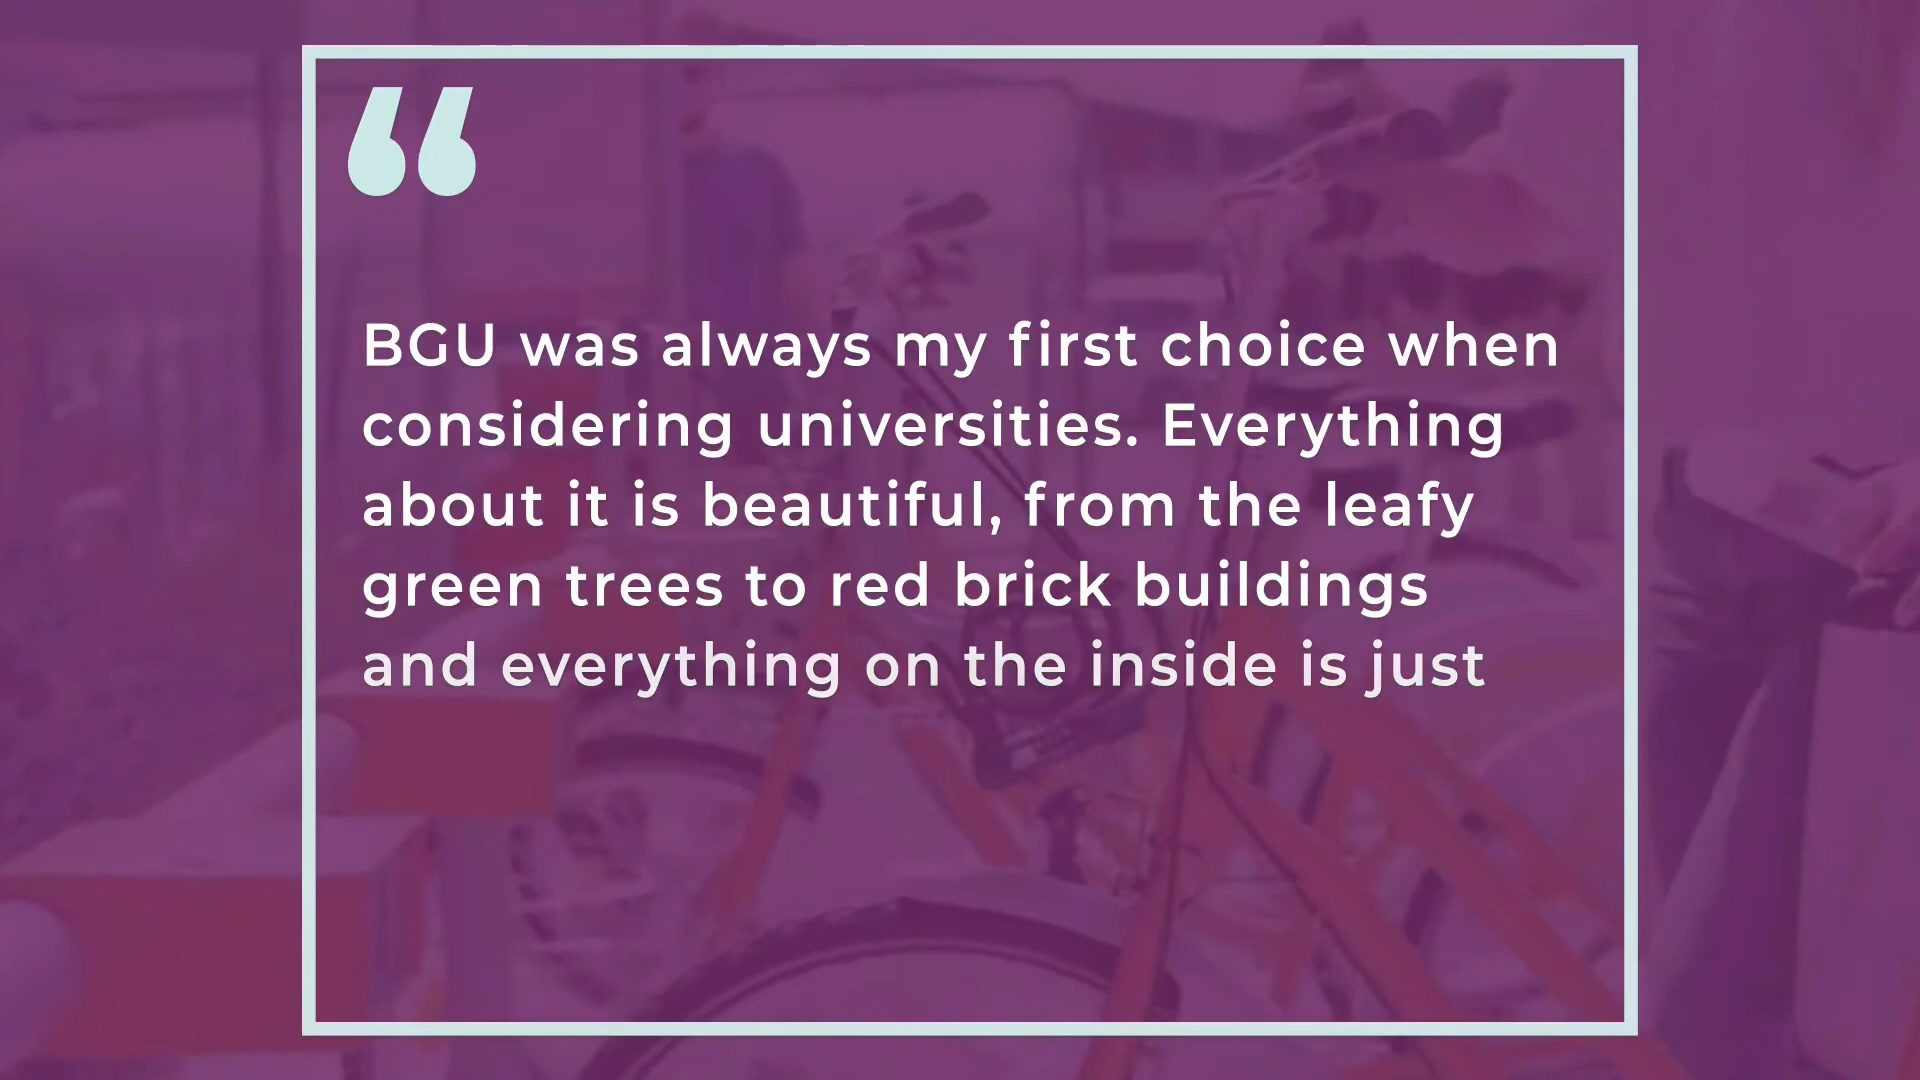 “
BGU was always my first choice when
considering universities. Everything
about it is beautiful, from the leafy
green trees to red brick buildings
and everything on the inside is just